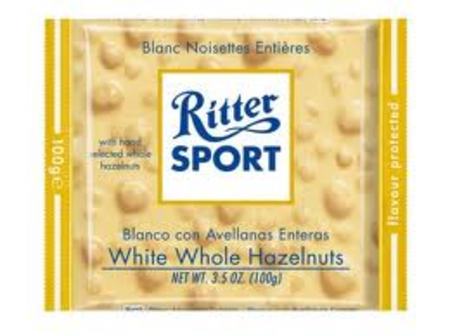 Blanc Noisettes Entières
Ritter
SPORT
with hand
selected whole
hazelnuts
100g e
flavour protected
Blanco con Avellanas Enteras
White Whole Hazelnuts
NET WT. 3.5 OZ. (100g)